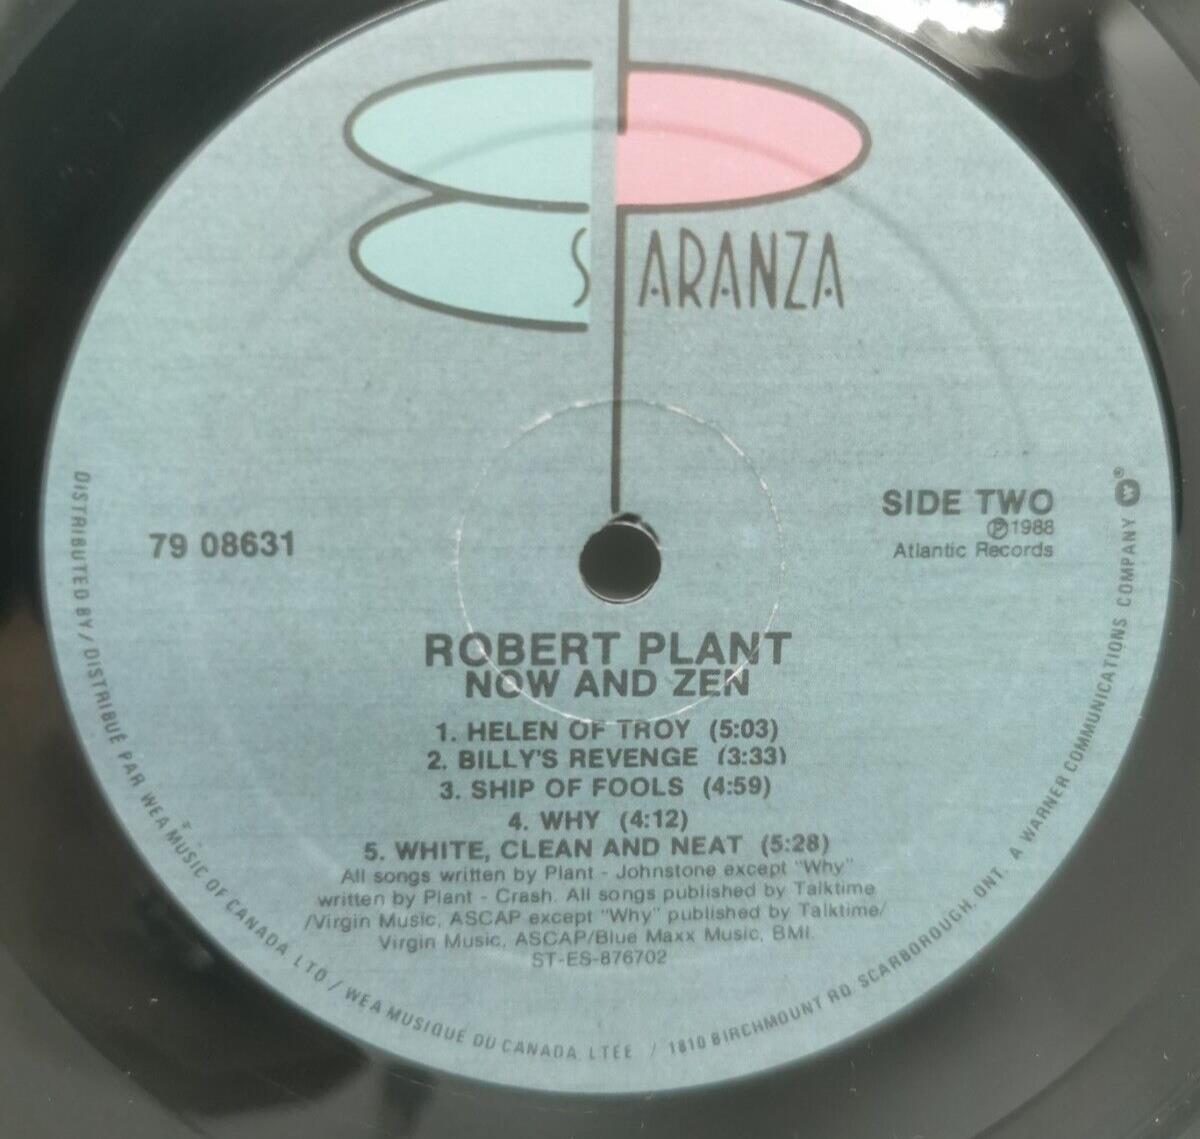 ES PARANZA
79 08631
SIDE TWO
Ⓟ1988
Atlantic Records
ROBERT PLANT
NOW AND ZEN
1. HELEN OF TROY (5:03)
2. BILLY'S REVENGE (3:33)
3. SHIP OF FOOLS (4:59)
4. WHY (4:12)
5. WHITE, CLEAN AND NEAT (5:28)
All songs written by Plant - Johnstone except "Why"
written by Plant - Crash. All songs published by Talktime
/Virgin Music, ASCAP except "Why" published by Talktime/
Virgin Music, ASCAP/Blue Maxx Music, BMI.
ST-ES-876702
DISTRIBUTED BY / DISTRIBUÉ PAR WEA MUSIC OF CANADA, LTD / WEA MUSIQUE DU CANADA, LTÉE / 1810 BIRCHMOUNT RD. SCARBOROUGH, ONT. A WARNER COMMUNICATIONS COMPANY W®